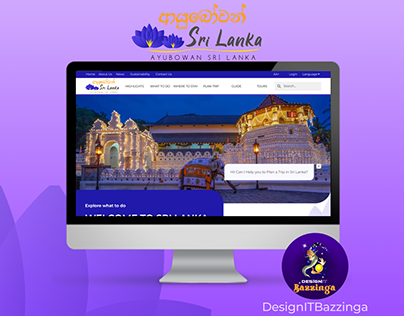 ආයුබෝවන්
Sri Lanka
AYUBOWAN SRI LANKA
Home About Us News Sustainability Contact Us
Login Language
ආයුබෝවන්
Sri Lanka
HIGHLIGHTS WHAT TO DO WHERE TO STAY PLAN TRIP GUIDE TOURS Search...
Hi! Can I Help you to Plan a Trip in Sri Lanka?
Explore what to do
WELCOME TO SRI LANKA
DESIGNIT
Bazzinga
DesignITBazzinga